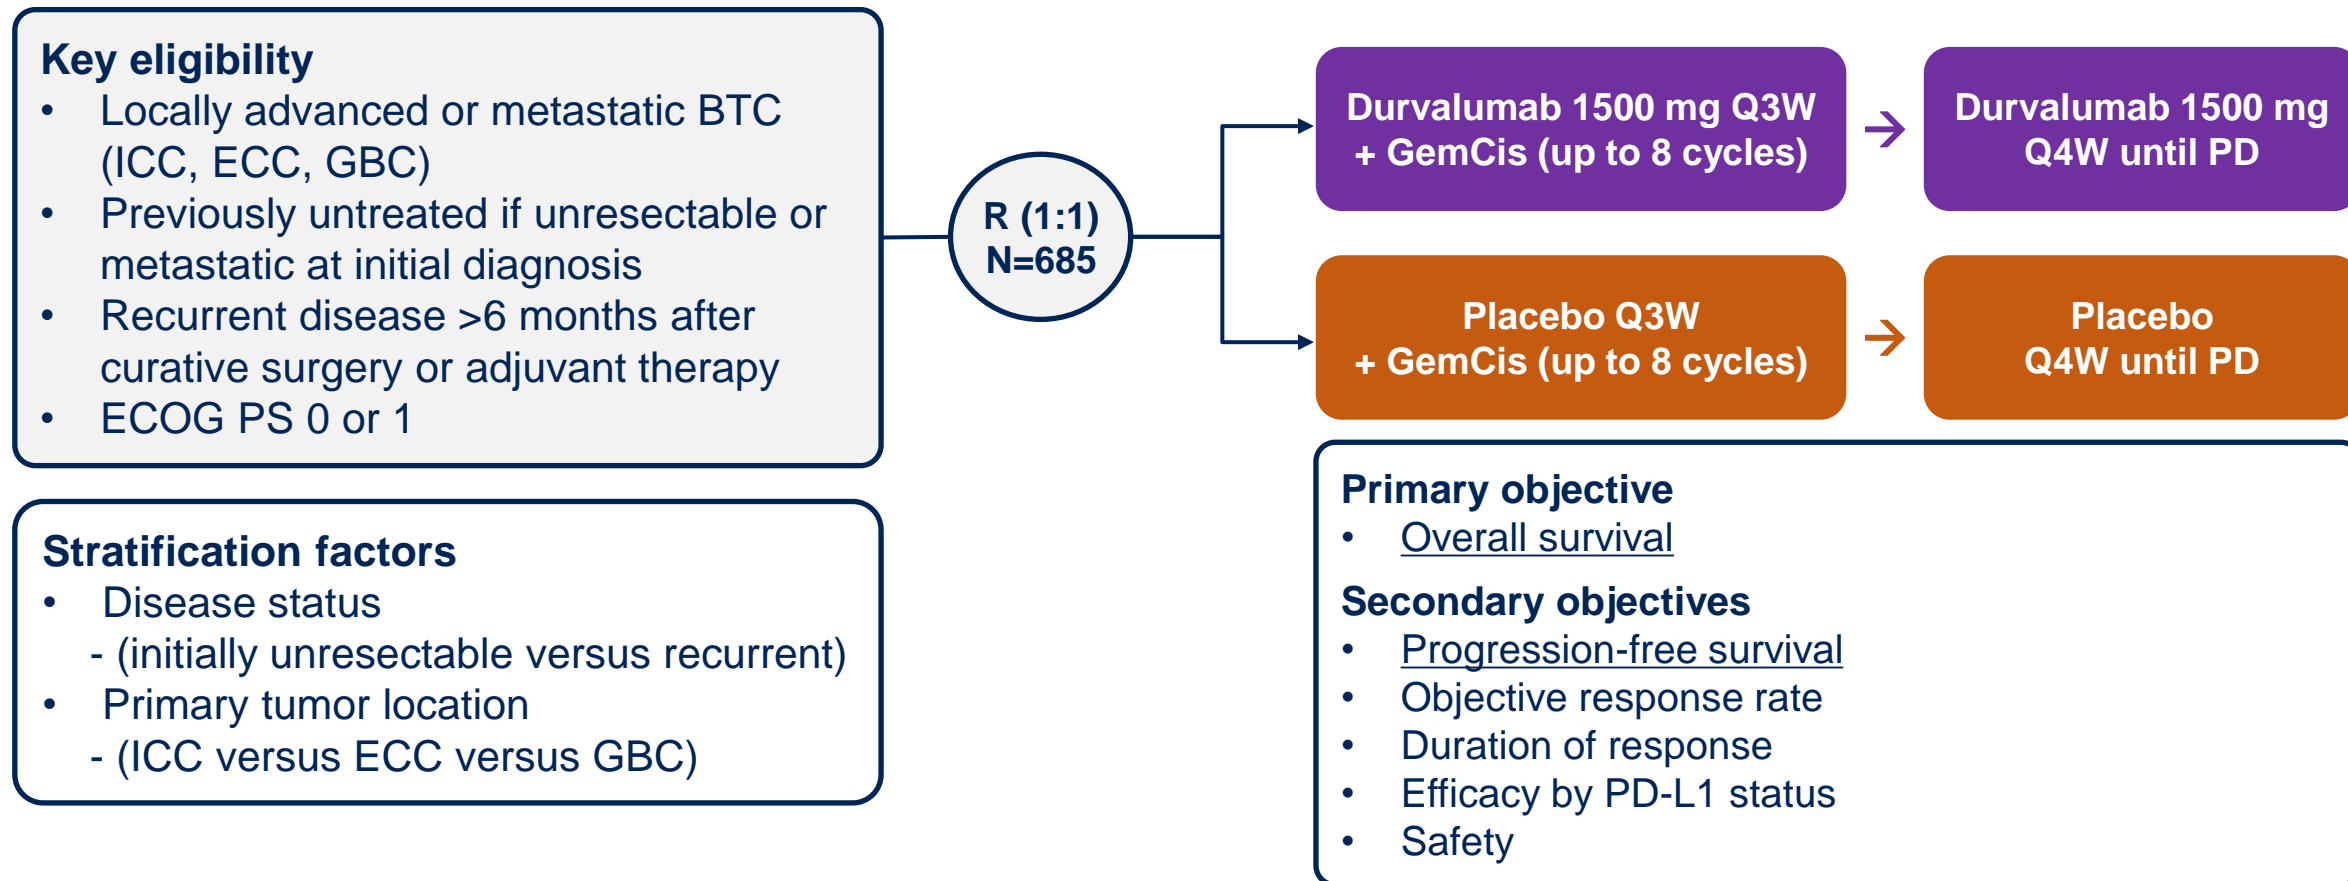 Key eligibility
• Locally advanced or metastatic BTC
(ICC, ECC, GBC)
• Previously untreated if unresectable or
metastatic at initial diagnosis
• Recurrent disease >6 months after
curative surgery or adjuvant therapy
• ECOG PS 0 or 1
Stratification factors
• Disease status
- (initially unresectable versus recurrent)
• Primary tumor location
- (ICC versus ECC versus GBC)
R (1:1)
N=685
Durvalumab 1500 mg Q3W
+ GemCis (up to 8 cycles)
→
Durvalumab 1500 mg
Q4W until PD
Placebo Q3W
+ GemCis (up to 8 cycles)
→
Placebo
Q4W until PD
Primary objective
• Overall survival
Secondary objectives
• Progression-free survival
• Objective response rate
• Duration of response
• Efficacy by PD-L1 status
• Safety